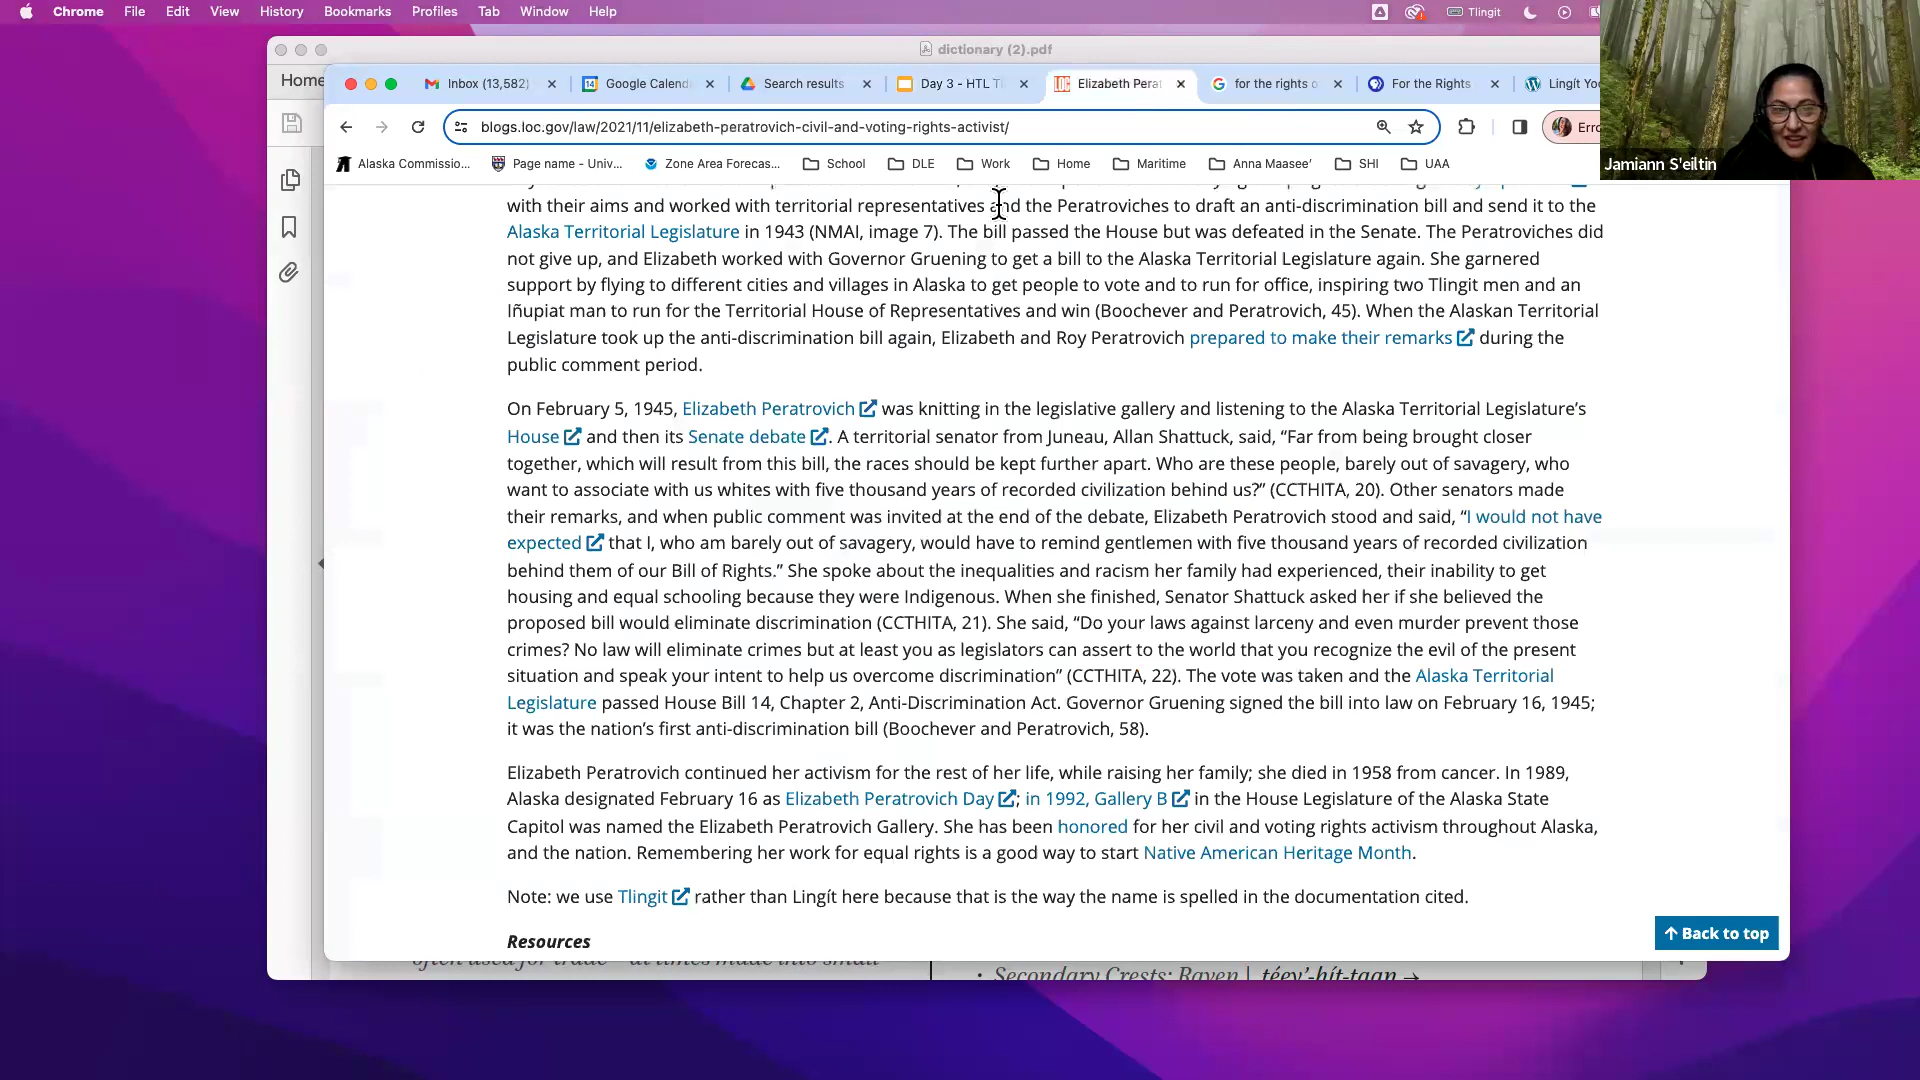 Chrome File Edit View History Bookmarks Profiles Tab Window Help
Tlingit
dictionary (2).pdf
Home
Inbox (13,582)
Google Calend
Search results
Day 3 - HTL T
Elizabeth Perat
for the rights o
For the Rights
Lingít Yo
blogs.loc.gov/law/2021/11/elizabeth-peratrovich-civil-and-voting-rights-activist/
Erro
Alaska Commissio... Page name - Univ... Zone Area Forecas... School DLE Work Home Maritime Anna Maasee' SHI UAA
Jamiann S'eiltin
with their aims and worked with territorial representatives and the Peratroviches to draft an anti-discrimination bill and send it to the
Alaska Territorial Legislature in 1943 (NMAI, image 7). The bill passed the House but was defeated in the Senate. The Peratroviches did
not give up, and Elizabeth worked with Governor Gruening to get a bill to the Alaska Territorial Legislature again. She garnered
support by flying to different cities and villages in Alaska to get people to vote and to run for office, inspiring two Tlingit men and an
Iñupiat man to run for the Territorial House of Representatives and win (Boochever and Peratrovich, 45). When the Alaskan Territorial
Legislature took up the anti-discrimination bill again, Elizabeth and Roy Peratrovich prepared to make their remarks during the
public comment period.
On February 5, 1945, Elizabeth Peratrovich was knitting in the legislative gallery and listening to the Alaska Territorial Legislature’s
House and then its Senate debate. A territorial senator from Juneau, Allan Shattuck, said, “Far from being brought closer
together, which will result from this bill, the races should be kept further apart. Who are these people, barely out of savagery, who
want to associate with us whites with five thousand years of recorded civilization behind us?” (CCTHITA, 20). Other senators made
their remarks, and when public comment was invited at the end of the debate, Elizabeth Peratrovich stood and said, “I would not have
expected that I, who am barely out of savagery, would have to remind gentlemen with five thousand years of recorded civilization
behind them of our Bill of Rights.” She spoke about the inequalities and racism her family had experienced, their inability to get
housing and equal schooling because they were Indigenous. When she finished, Senator Shattuck asked her if she believed the
proposed bill would eliminate discrimination (CCTHITA, 21). She said, “Do your laws against larceny and even murder prevent those
crimes? No law will eliminate crimes but at least you as legislators can assert to the world that you recognize the evil of the present
situation and speak your intent to help us overcome discrimination” (CCTHITA, 22). The vote was taken and the Alaska Territorial
Legislature passed House Bill 14, Chapter 2, Anti-Discrimination Act. Governor Gruening signed the bill into law on February 16, 1945;
it was the nation’s first anti-discrimination bill (Boochever and Peratrovich, 58).
Elizabeth Peratrovich continued her activism for the rest of her life, while raising her family; she died in 1958 from cancer. In 1989,
Alaska designated February 16 as Elizabeth Peratrovich Day; in 1992, Gallery B in the House Legislature of the Alaska State
Capitol was named the Elizabeth Peratrovich Gallery. She has been honored for her civil and voting rights activism throughout Alaska,
and the nation. Remembering her work for equal rights is a good way to start Native American Heritage Month.
Note: we use Tlingit rather than Lingít here because that is the way the name is spelled in the documentation cited.
Resources
↑ Back to top
often used for trade – at times made into small
• Secondary Crests: Raven | téey’-hít-taan →